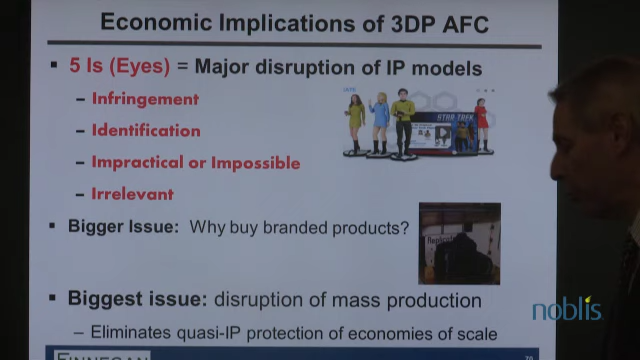 Economic Implications of 3DP AFC
▪ 5 Is (Eyes) = Major disruption of IP models
– Infringement
– Identification
– Impractical or Impossible
– Irrelevant
STAR TREK
▪ Bigger Issue: Why buy branded products?
▪ Biggest issue: disruption of mass production
– Eliminates quasi-IP protection of economies of scale
noblis
FINNEGAN
70